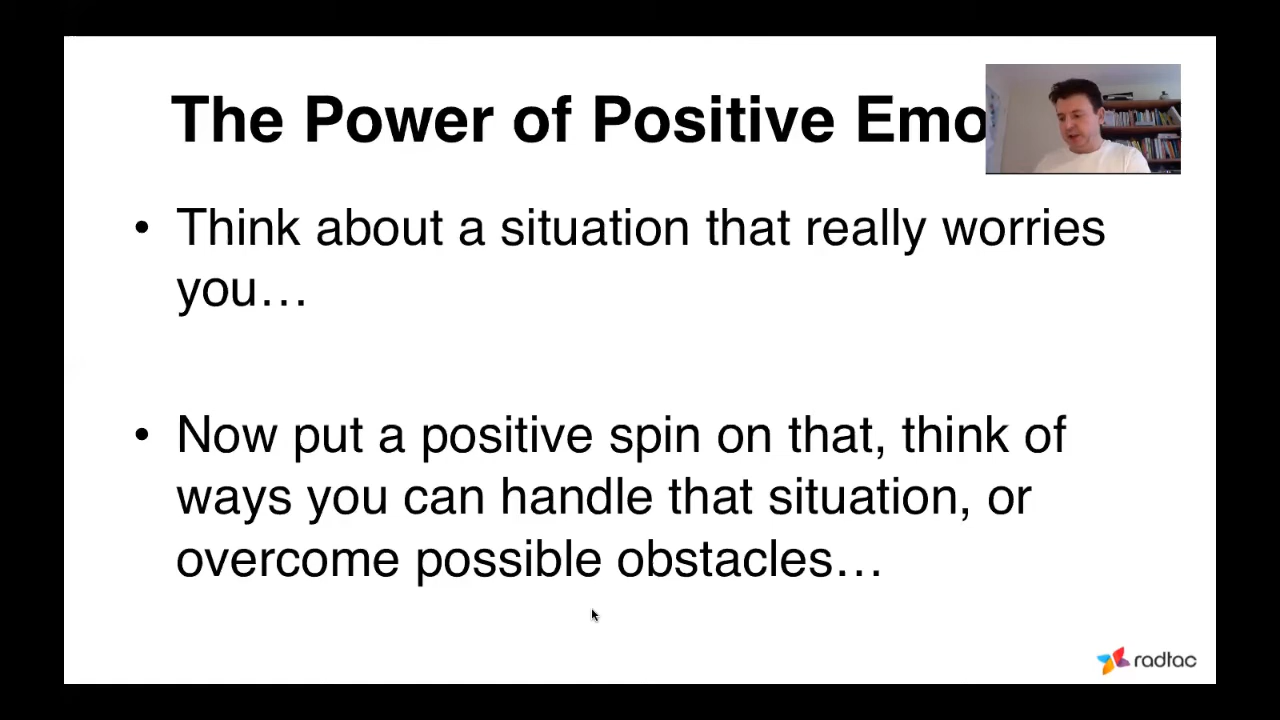 The Power of Positive Emo
• Think about a situation that really worries
you…
• Now put a positive spin on that, think of
ways you can handle that situation, or
overcome possible obstacles…
radtac